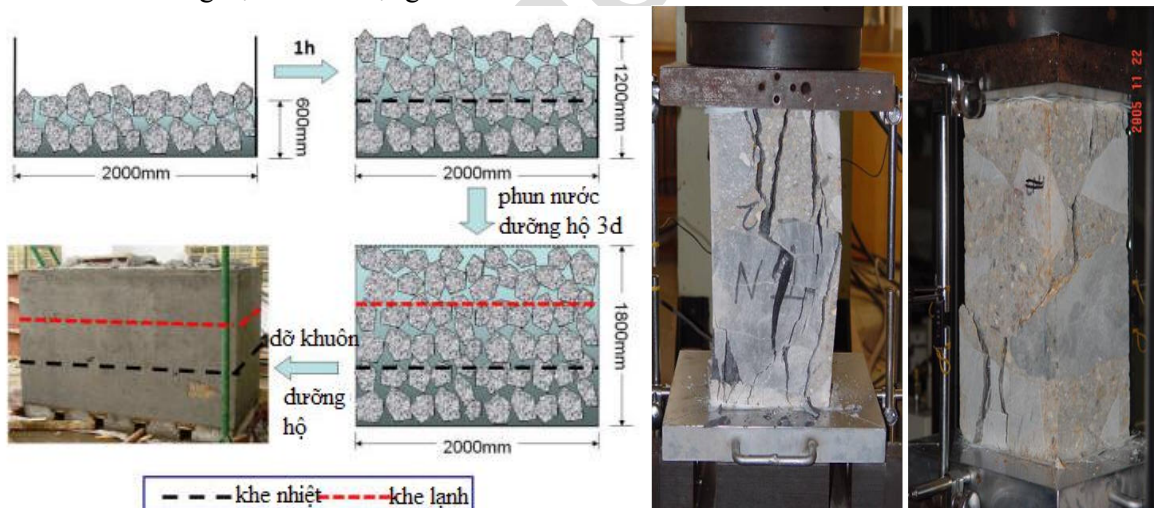 1h
600mm
2000mm
1200mm
2000mm
phun nước
dưỡng hộ 3d
1800mm
2000mm
dỡ khuôn
dưỡng
hộ
khe nhiệt
khe lạnh
N H
2005 11 22